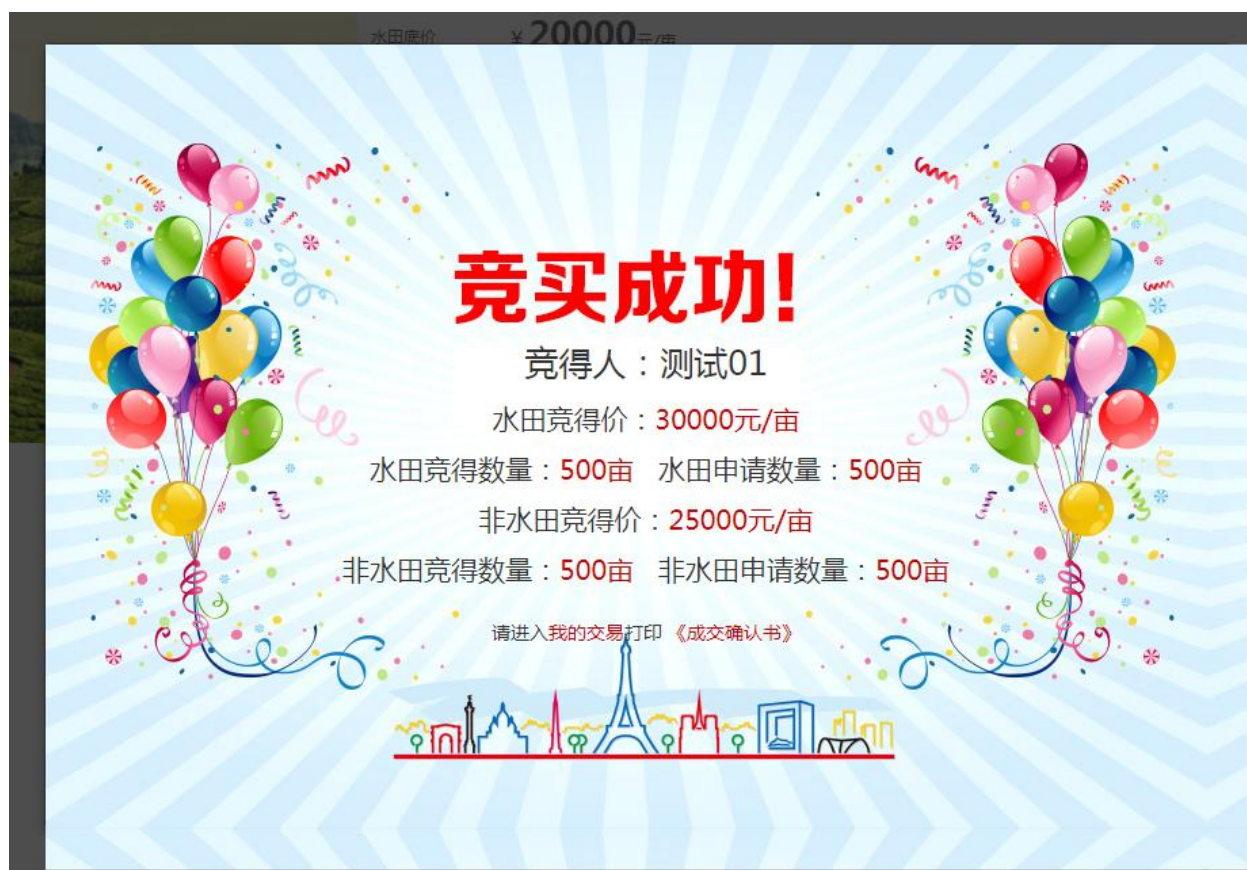 水田底价 ¥ 20000元/亩
竞买成功!
竞得人：测试01
水田竞得价：30000元/亩
水田竞得数量：500亩 水田申请数量：500亩
非水田竞得价：25000元/亩
非水田竞得数量：500亩 非水田申请数量：500亩
请进入我的交易打印 《成交确认书》